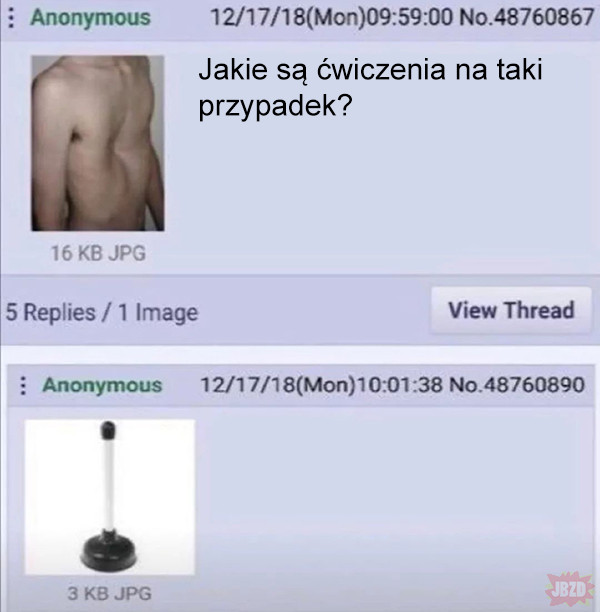 Anonymous 12/17/18(Mon)09:59:00 No.48760867
Jakie są ćwiczenia na taki
przypadek?
16 KB JPG
5 Replies / 1 Image View Thread
Anonymous 12/17/18(Mon)10:01:38 No.48760890
3 KB JPG
JBZD